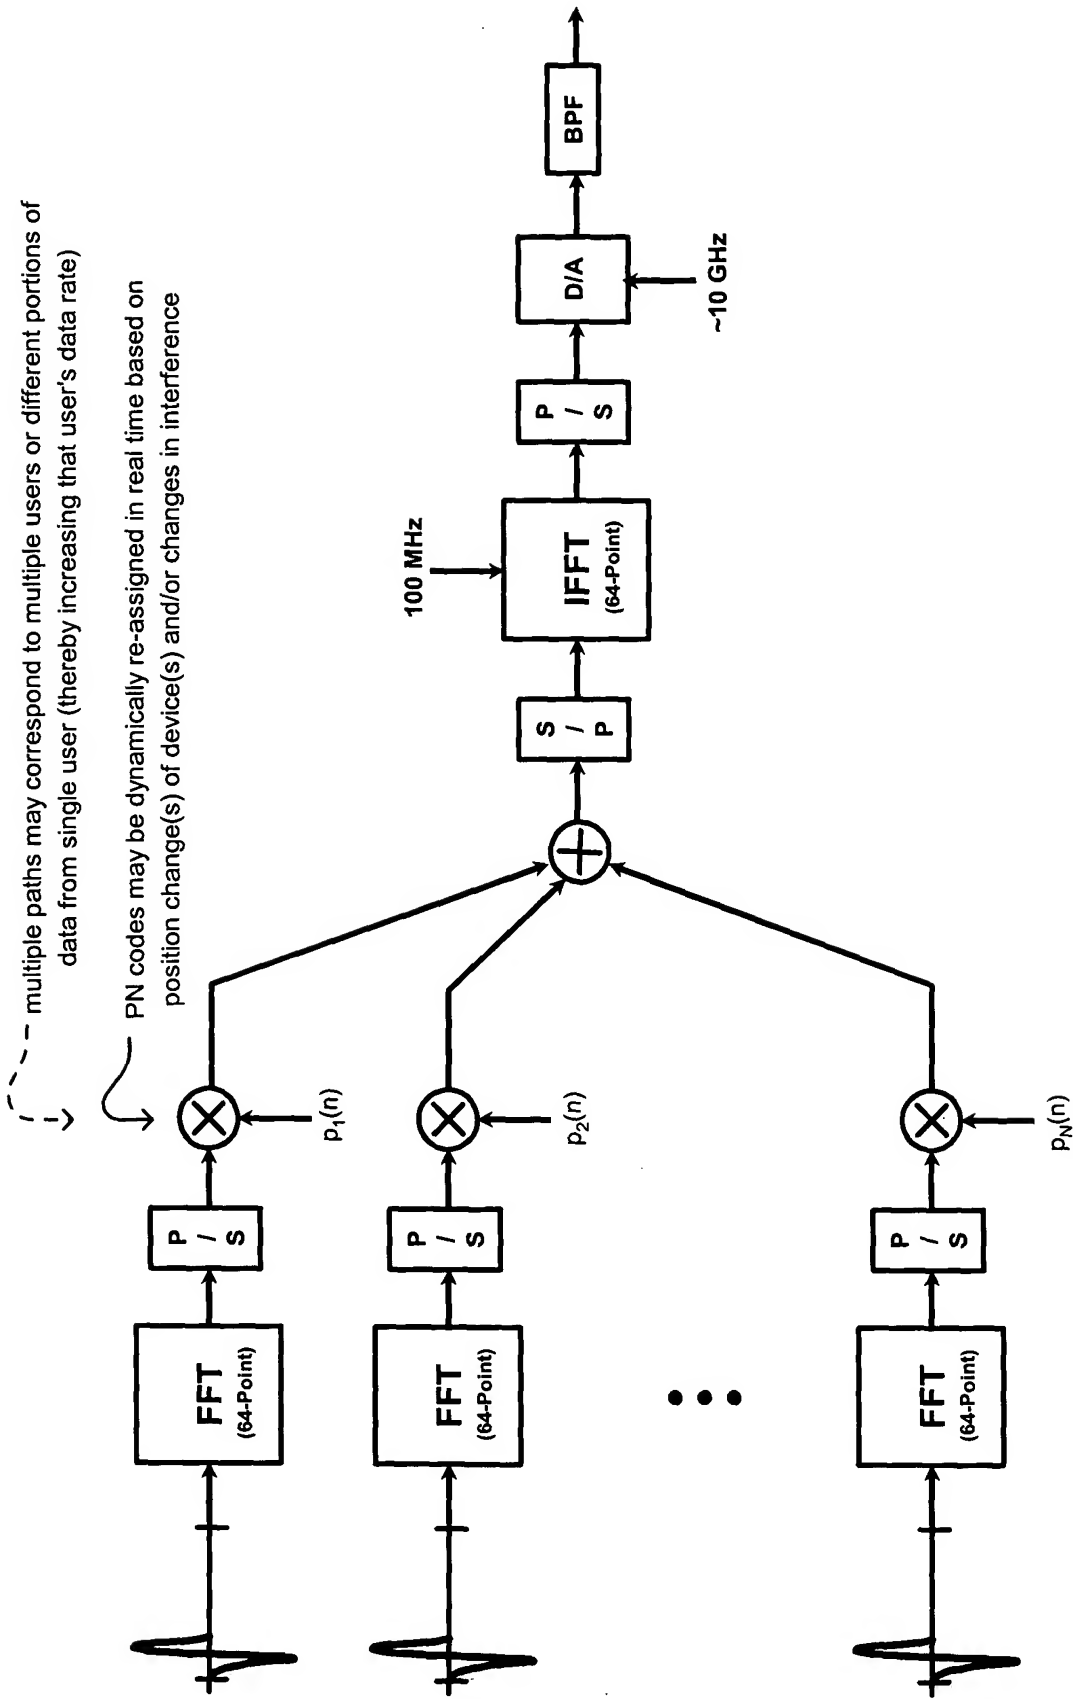 multiple paths may correspond to multiple users or different portions of
data from single user (thereby increasing that user's data rate)
PN codes may be dynamically re-assigned in real time based on
position change(s) of device(s) and/or changes in interference
FFT
(64-Point)
P
/
S
p1(n)
FFT
(64-Point)
P
/
S
p2(n)
FFT
(64-Point)
P
/
S
pN(n)
S
/
P
100 MHz
IFFT
(64-Point)
P
/
S
D/A
~10 GHz
BPF